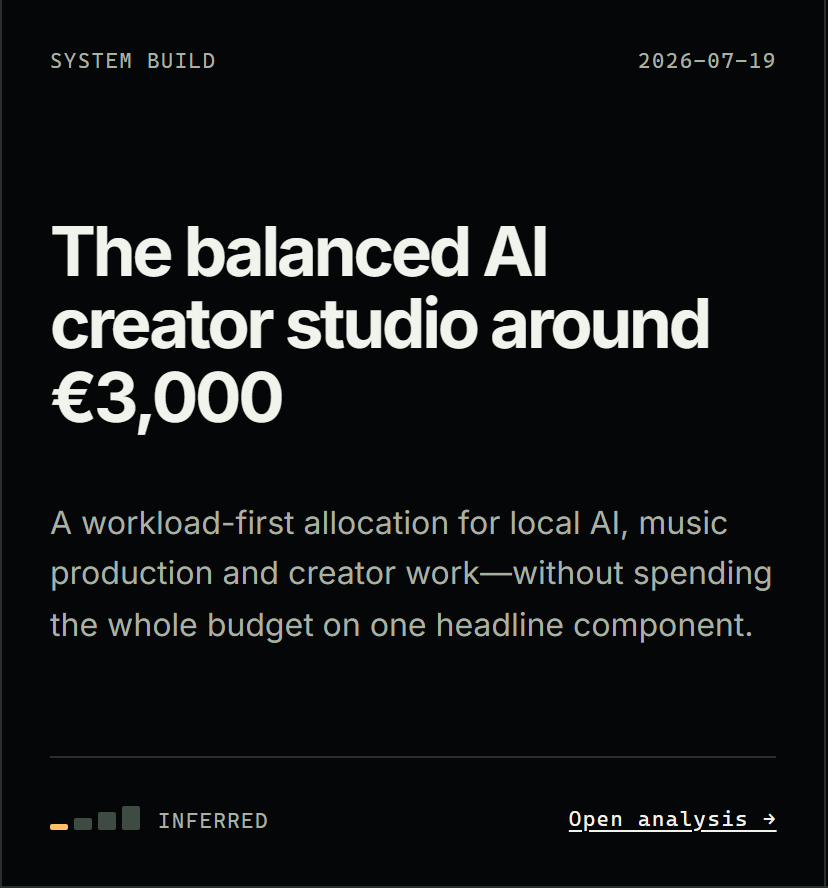 SYSTEM BUILD
2026-07-19
The balanced AI
creator studio around
€3,000
A workload-first allocation for local AI, music
production and creator work—without spending
the whole budget on one headline component.
INFERRED
Open analysis →